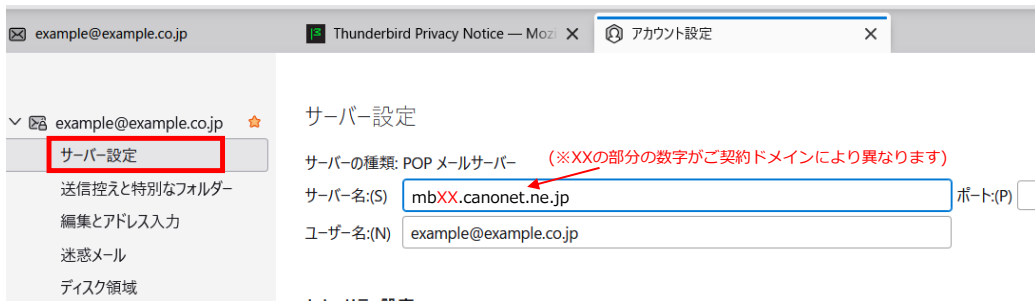 example@example.co.jp
Thunderbird Privacy Notice — Mozi
アカウント設定
example@example.co.jp
サーバー設定
送信控えと特別なフォルダー
編集とアドレス入力
迷惑メール
ディスク領域
サーバー設定
サーバーの種類: POP メールサーバー
(※XXの部分の数字がご契約ドメインにより異なります)
サーバー名:(S)
mbXX.canonet.ne.jp
ポート:(P)
ユーザー名:(N)
example@example.co.jp